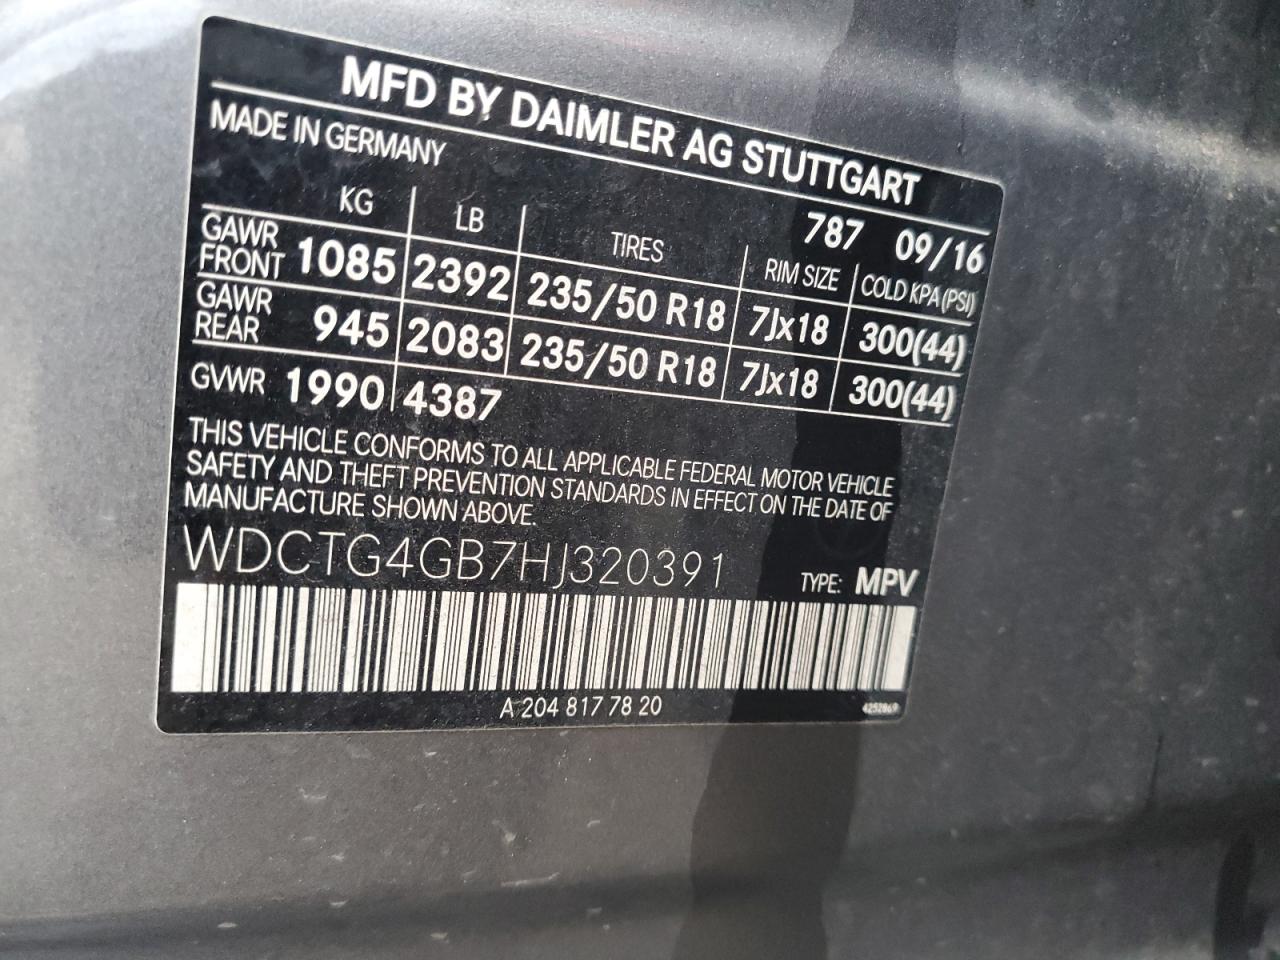 MFD BY DAIMLER AG STUTTGART
MADE IN GERMANY
787 09/16
KG LB TIRES RIM SIZE COLD KPA (PSI)
GAWR FRONT 1085 2392 235/50 R18 7Jx18 300(44)
GAWR REAR 945 2083 235/50 R18 7Jx18 300(44)
GVWR 1990 4387
THIS VEHICLE CONFORMS TO ALL APPLICABLE FEDERAL MOTOR VEHICLE
SAFETY AND THEFT PREVENTION STANDARDS IN EFFECT ON THE DATE OF
MANUFACTURE SHOWN ABOVE.
WDCTG4GB7HJ320391 TYPE: MPV
A 204 817 78 20 4252869